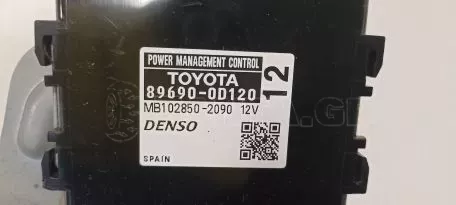 POWER MANAGEMENT CONTROL
TOYOTA
89690-0D120
12
MB102850-2090 12V
DENSO
SPAIN